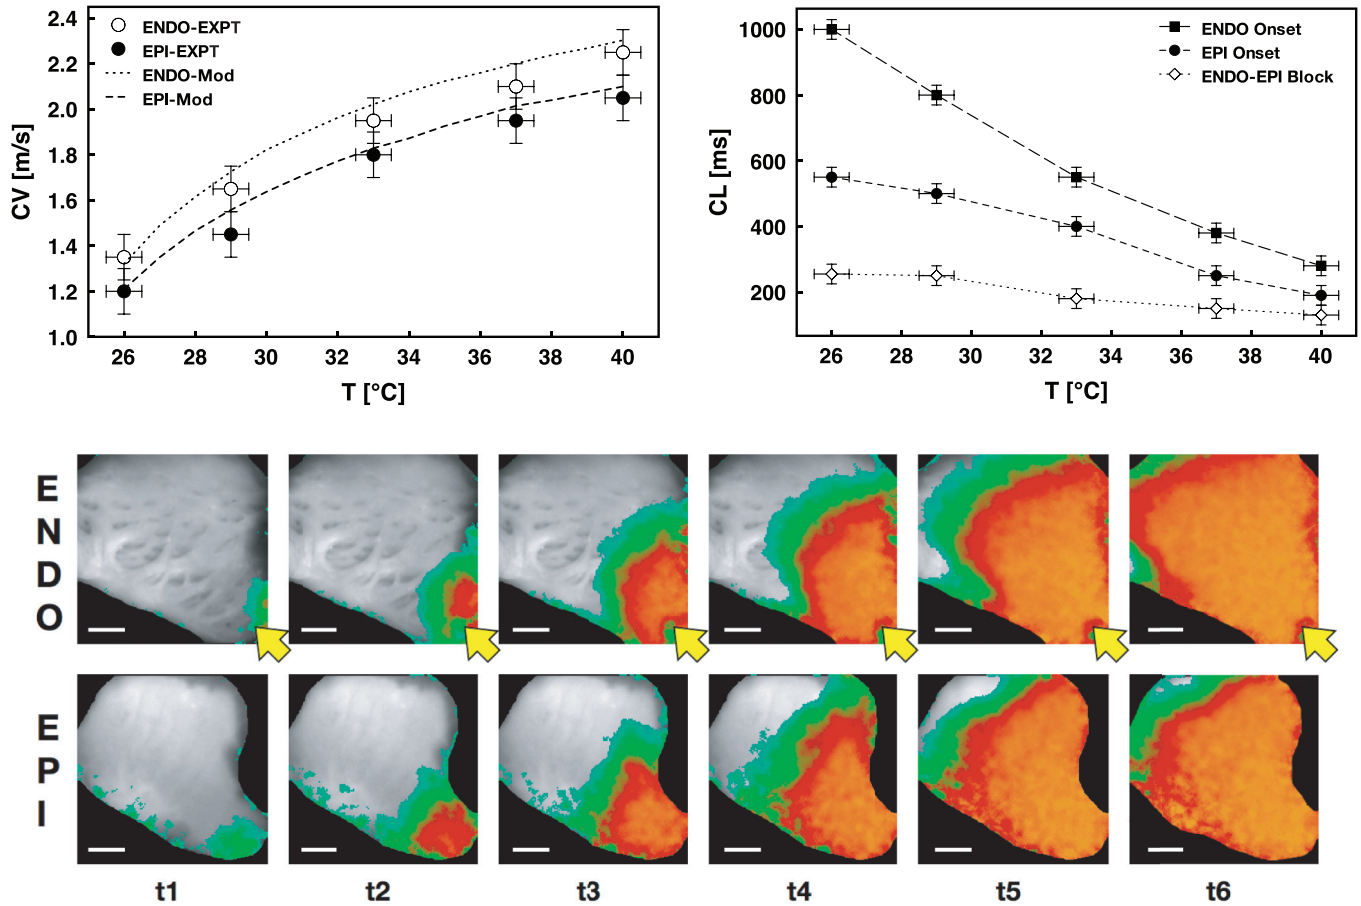 2.4
2.2
2.0
1.8
1.6
1.4
1.2
1.0
CV [m/s]
ENDO-EXPT
EPI-EXPT
ENDO-Mod
EPI-Mod
26 28 30 32 34 36 38 40
T [°C]
1000
800
600
400
200
CL [ms]
ENDO Onset
EPI Onset
ENDO-EPI Block
26 28 30 32 34 36 38 40
T [°C]
ENDO
EPI
t1 t2 t3 t4 t5 t6